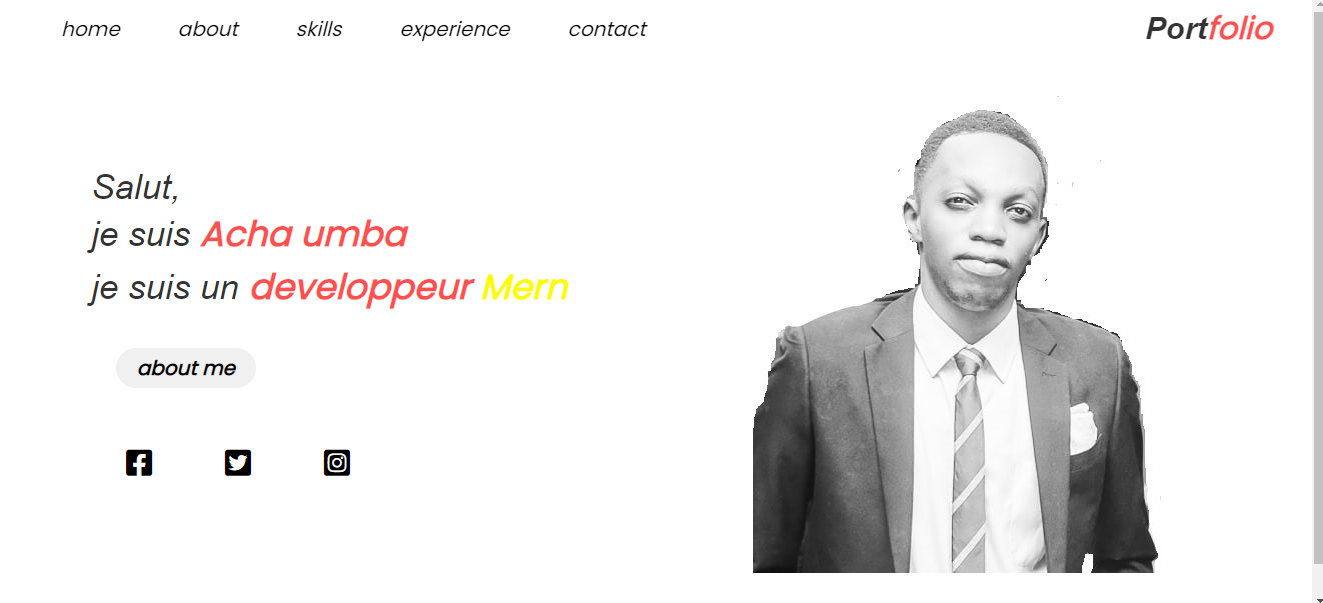 home about skills experience contact Portfolio
Salut,
je suis Acha umba
je suis un developpeur Mern
about me